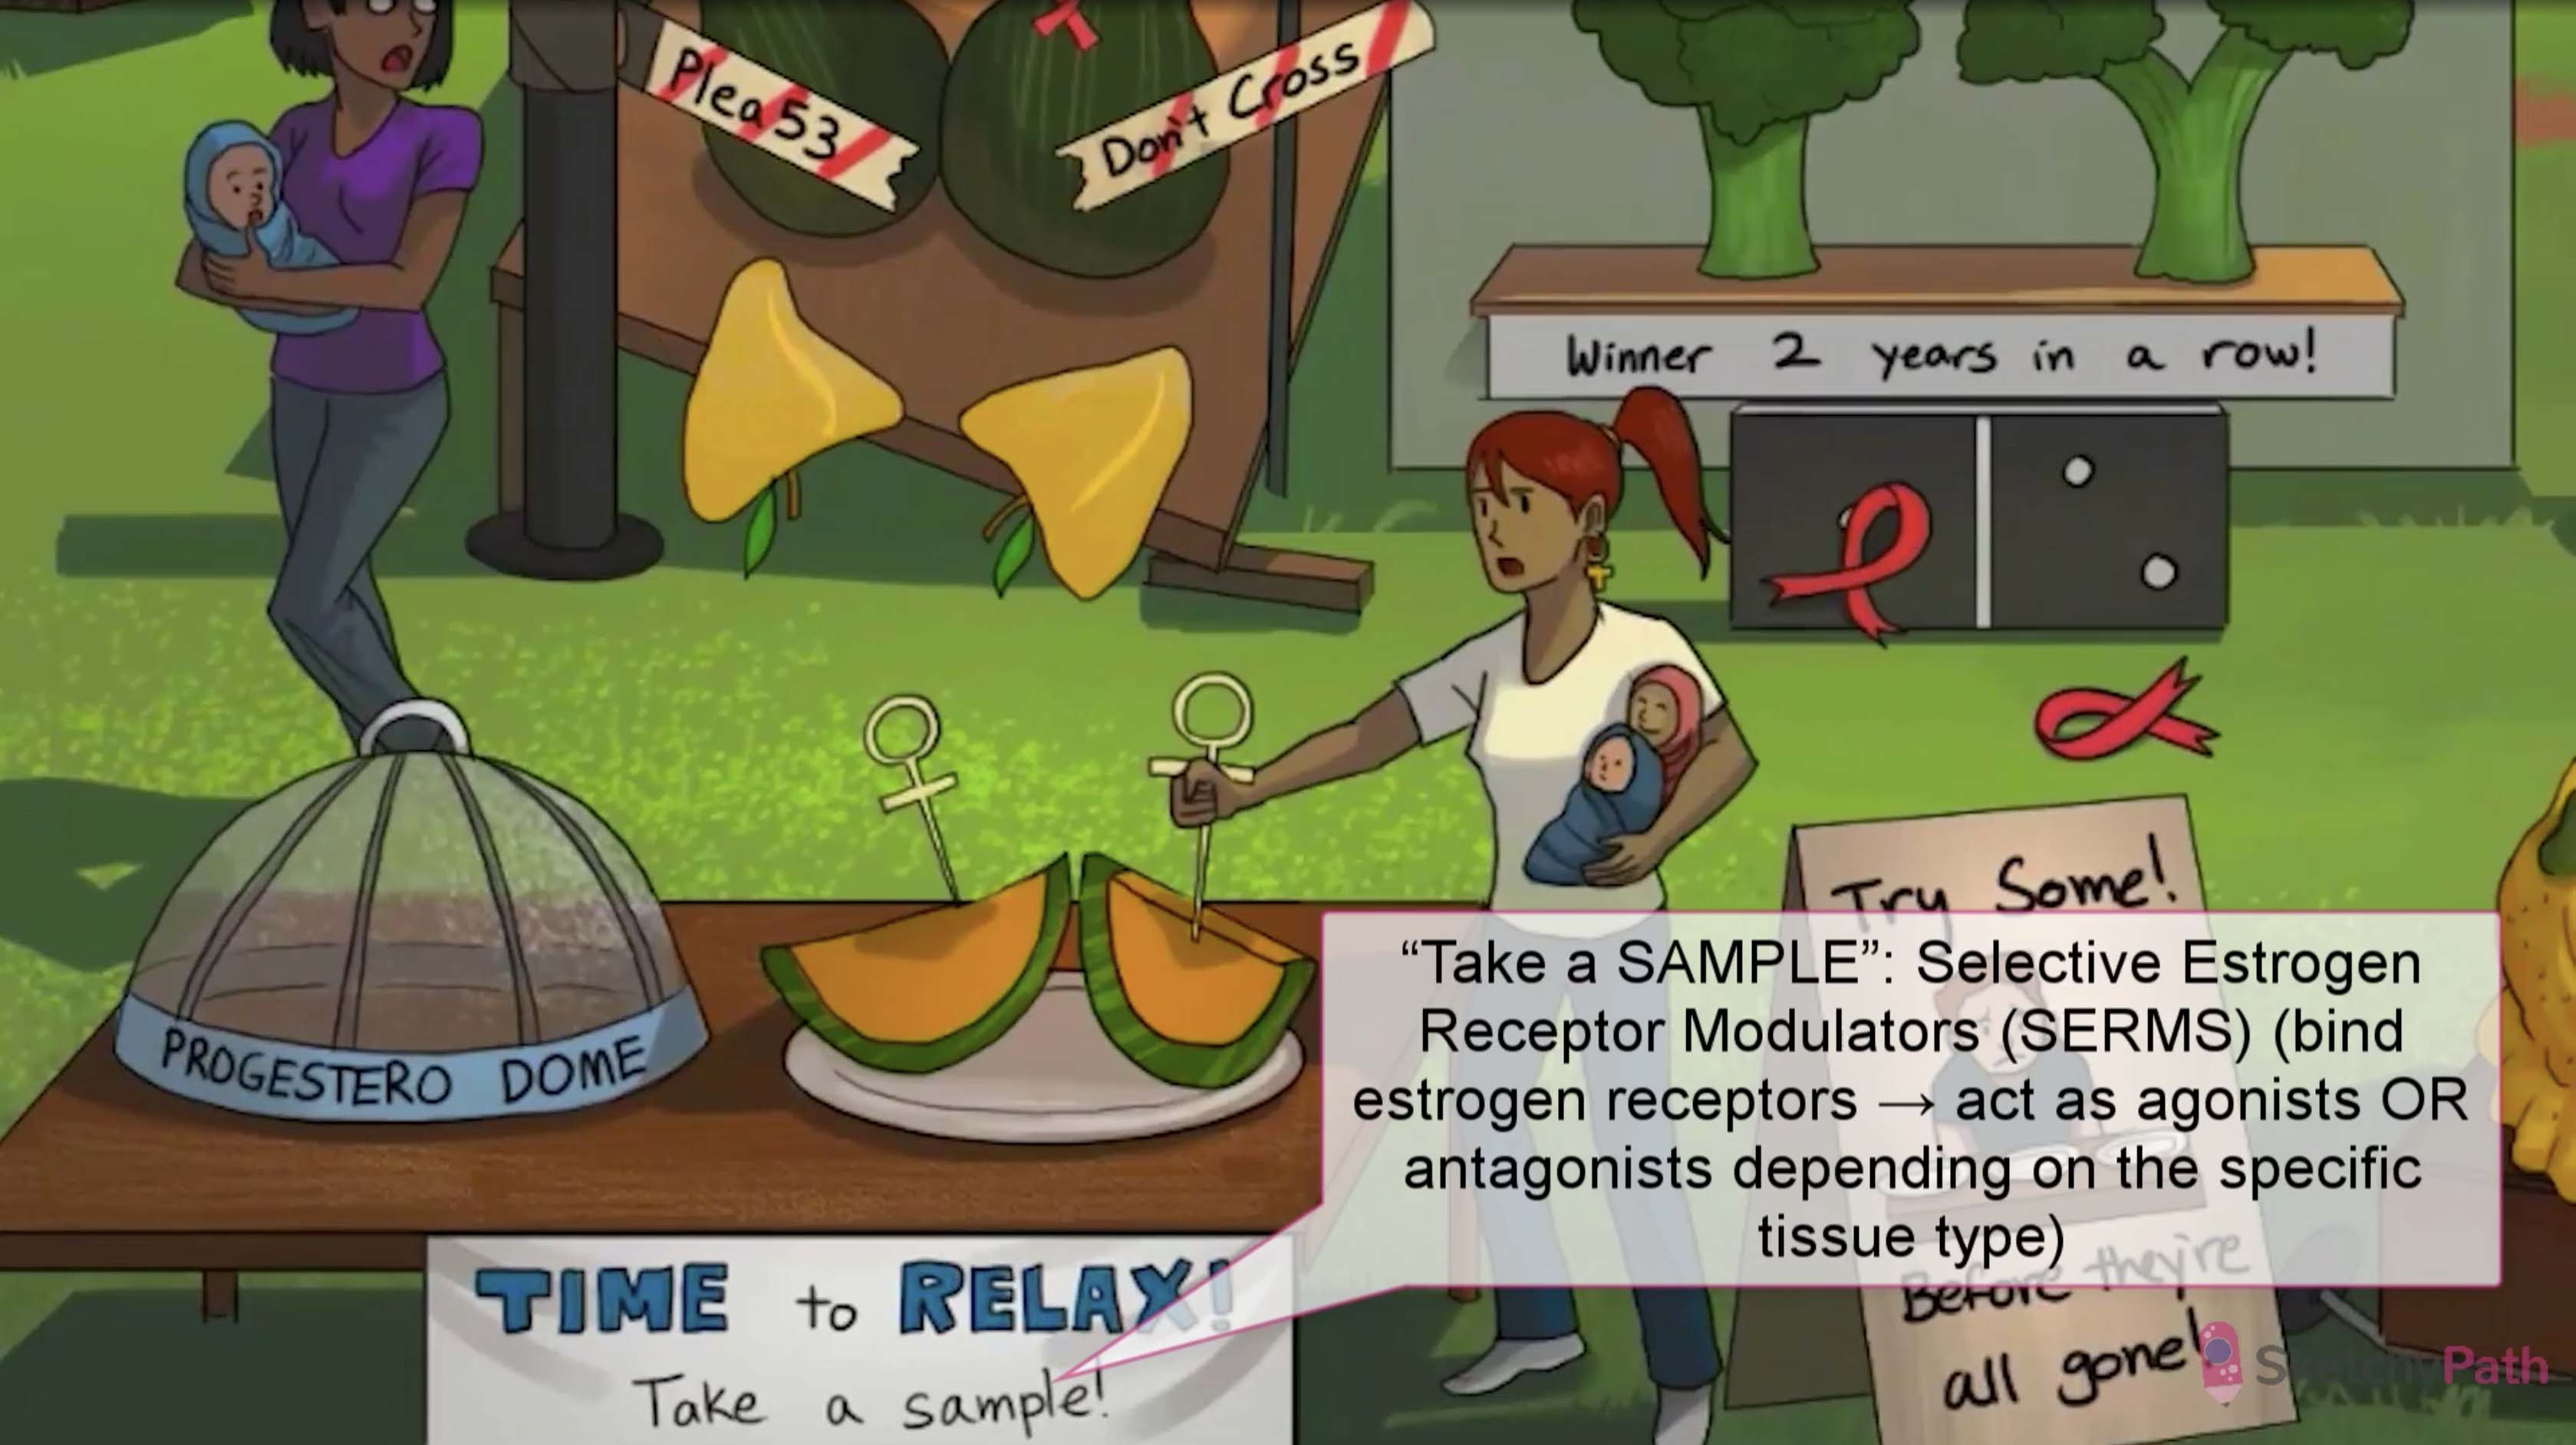 Plea53
Don't Cross
Winner 2 years in a row!
Try Some!
“Take a SAMPLE”: Selective Estrogen
Receptor Modulators (SERMS) (bind
estrogen receptors → act as agonists OR
antagonists depending on the specific
tissue type)
PROGESTERO DOME
Before they're
all gone!
TIME to RELAX!
Take a sample!
SketchyPath